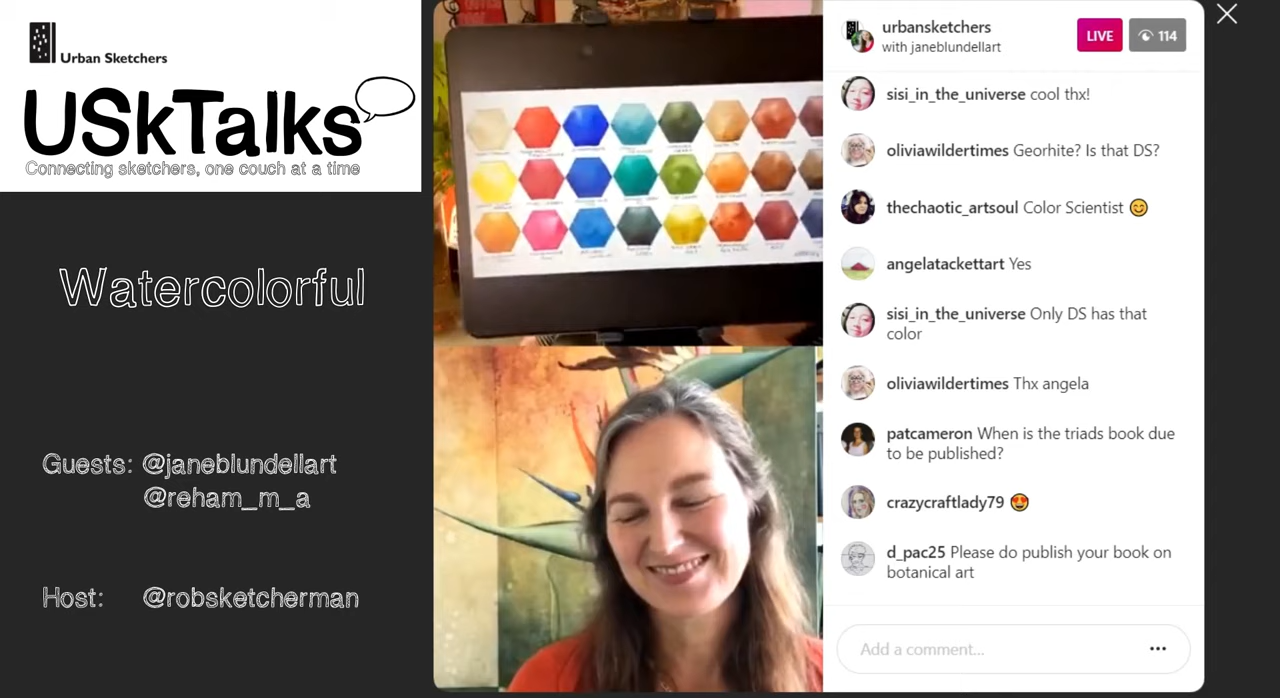 Urban Sketchers
USkTalks
Connecting sketchers, one couch at a time
Watercolorful
Guests: @janeblundellart
@reham_m_a
Host: @robsketcherman
urbansketchers
with janeblundellart
LIVE
114
sisi_in_the_universe cool thx!
oliviawildertimes Georhite? Is that DS?
thechaotic_artsoul Color Scientist 😊
angelatackettart Yes
sisi_in_the_universe Only DS has that
color
oliviawildertimes Thx angela
patcameron When is the triads book due
to be published?
crazycraftlady79 😍
d_pac25 Please do publish your book on
botanical art
Add a comment...